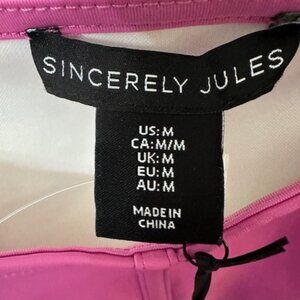 SINCERELY JULES
US: M
CA: M/M
UK: M
EU: M
AU: M
MADE IN
CHINA